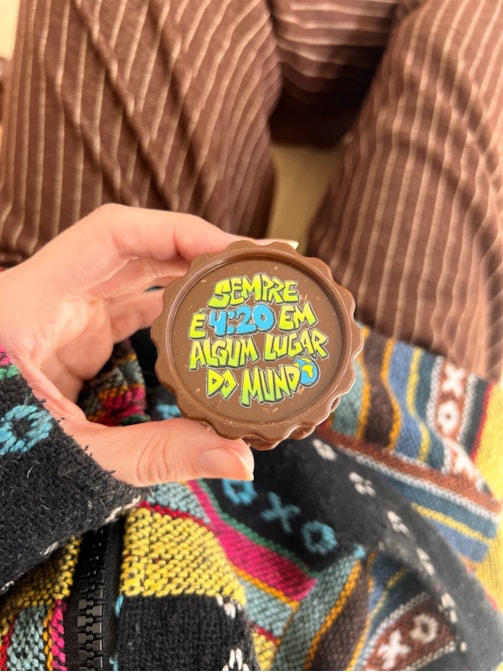 SEMPRE
É 4:20 EM
ALGUM LUGAR
DO MUNDO